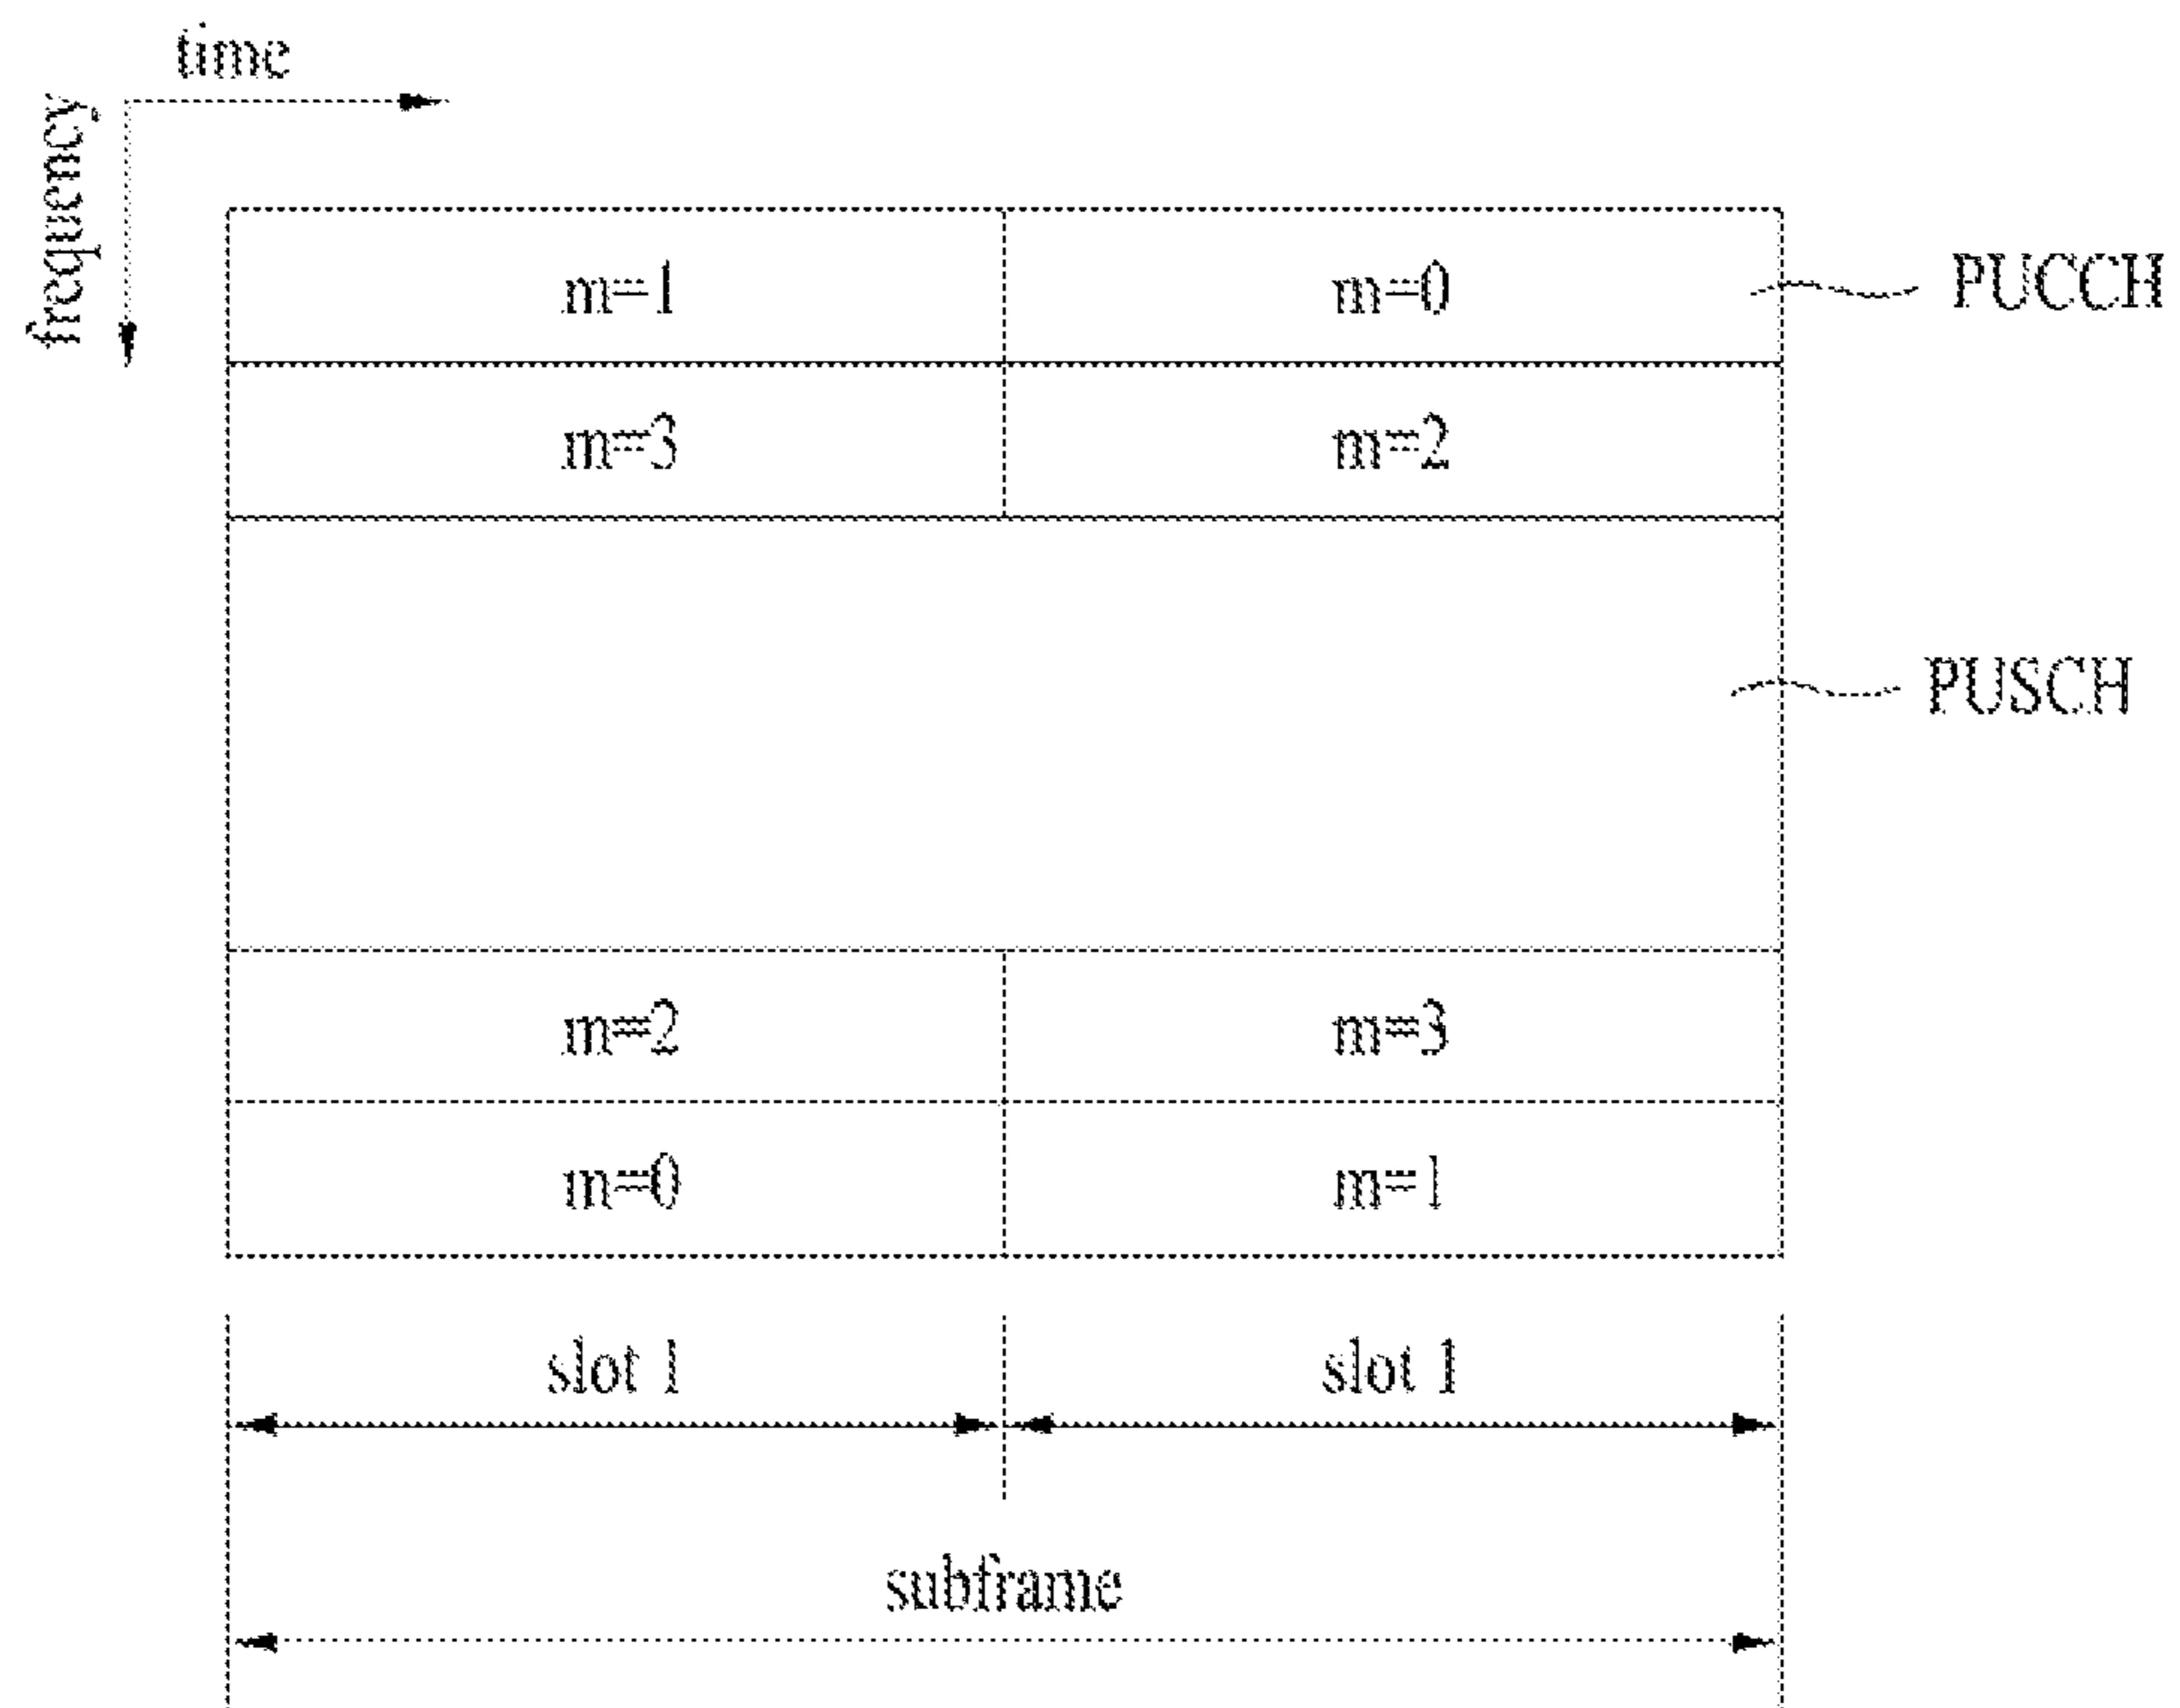 time
frequency
m=1 m=0 PUCCH
m=3 m=2
PUSCH
m=2 m=3
m=0 m=1
slot 1 slot 1
subframe